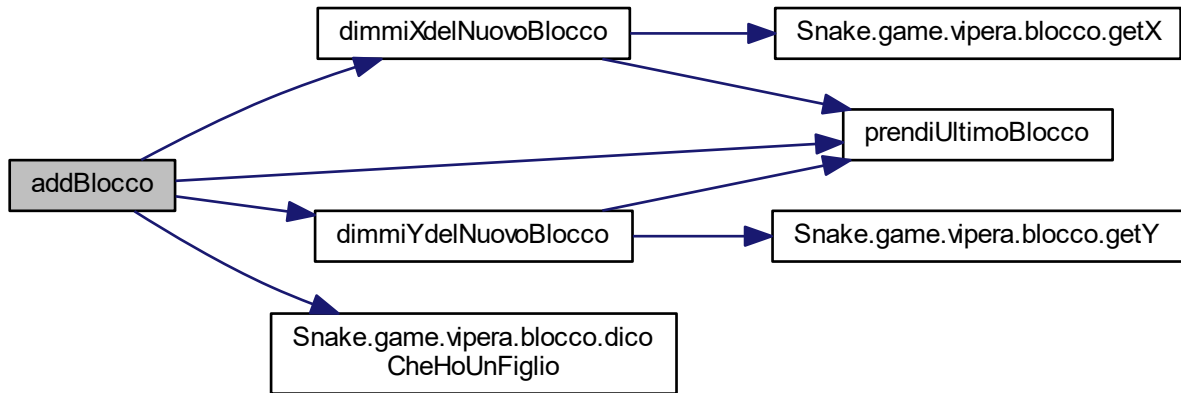 dimmiXdelNuovoBlocco
Snake.game.vipera.blocco.getX
prendiUltimoBlocco
addBlocco
dimmiYdelNuovoBlocco
Snake.game.vipera.blocco.getY
Snake.game.vipera.blocco.dico
CheHoUnFiglio